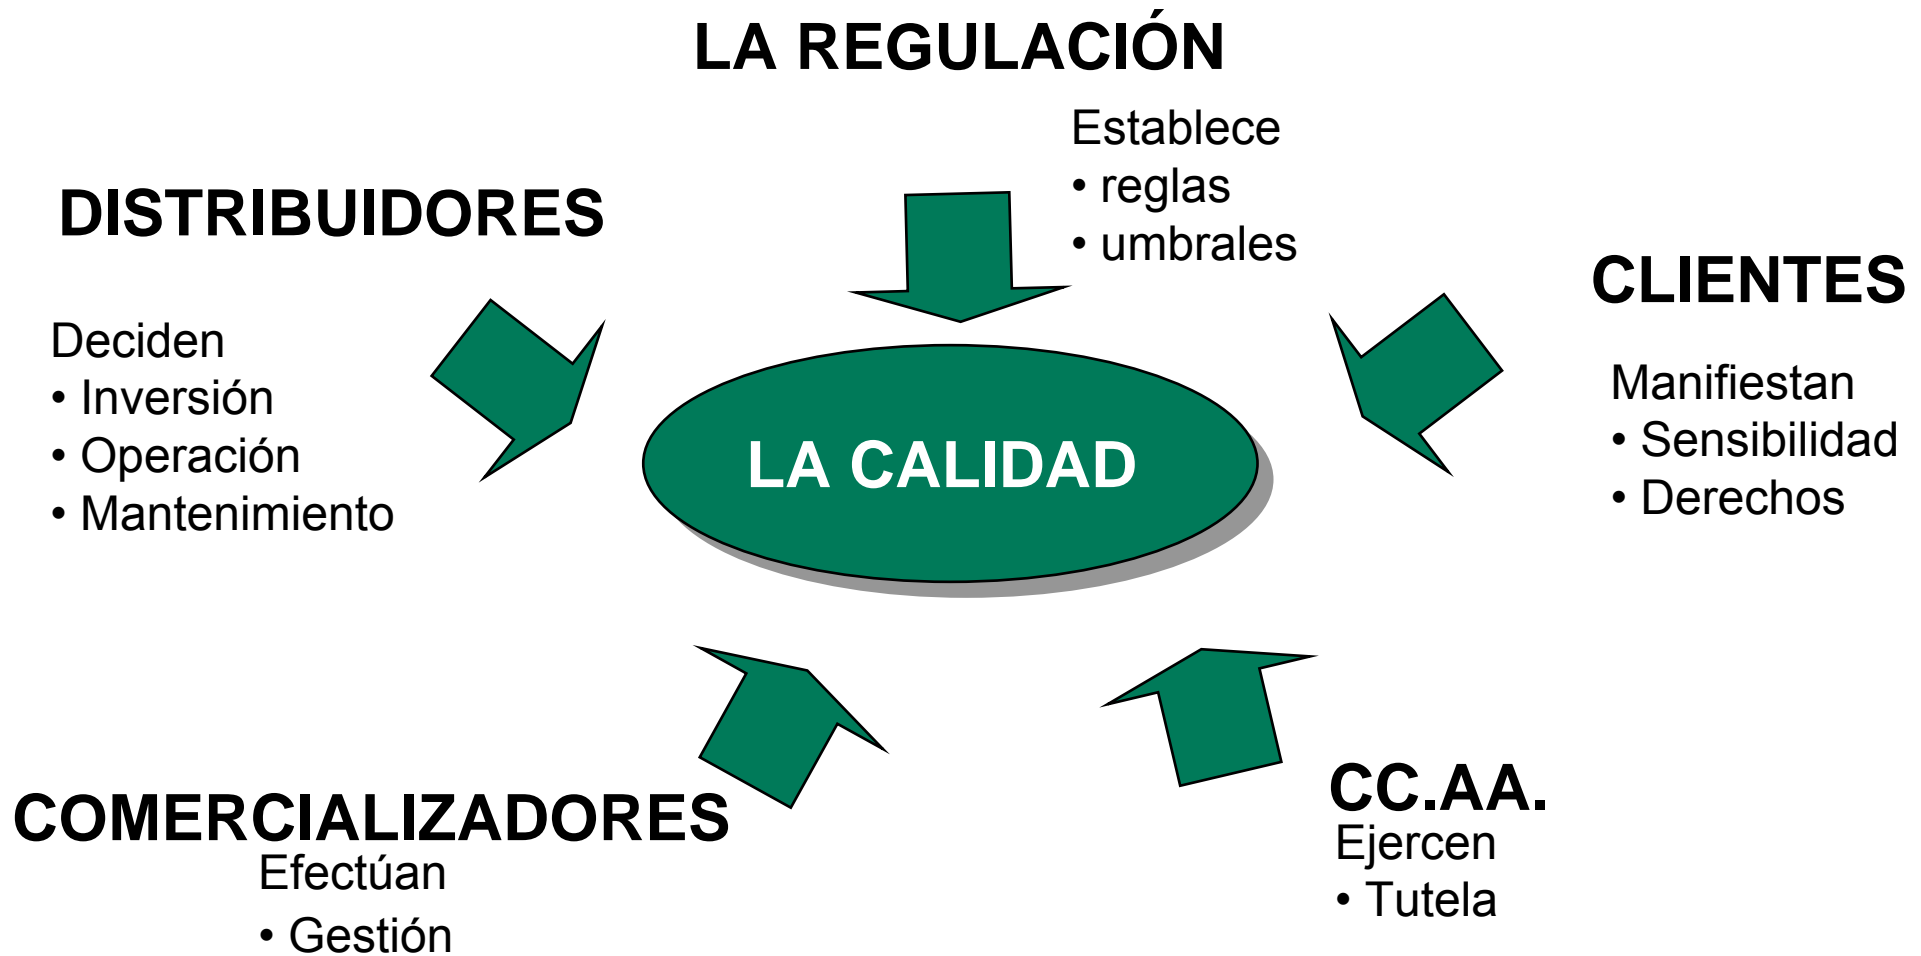 LA REGULACIÓN
Establece
• reglas
• umbrales
DISTRIBUIDORES
Deciden
• Inversión
• Operación
• Mantenimiento
CLIENTES
Manifiestan
• Sensibilidad
• Derechos
LA CALIDAD
COMERCIALIZADORES
Efectúan
• Gestión
CC.AA.
Ejercen
• Tutela